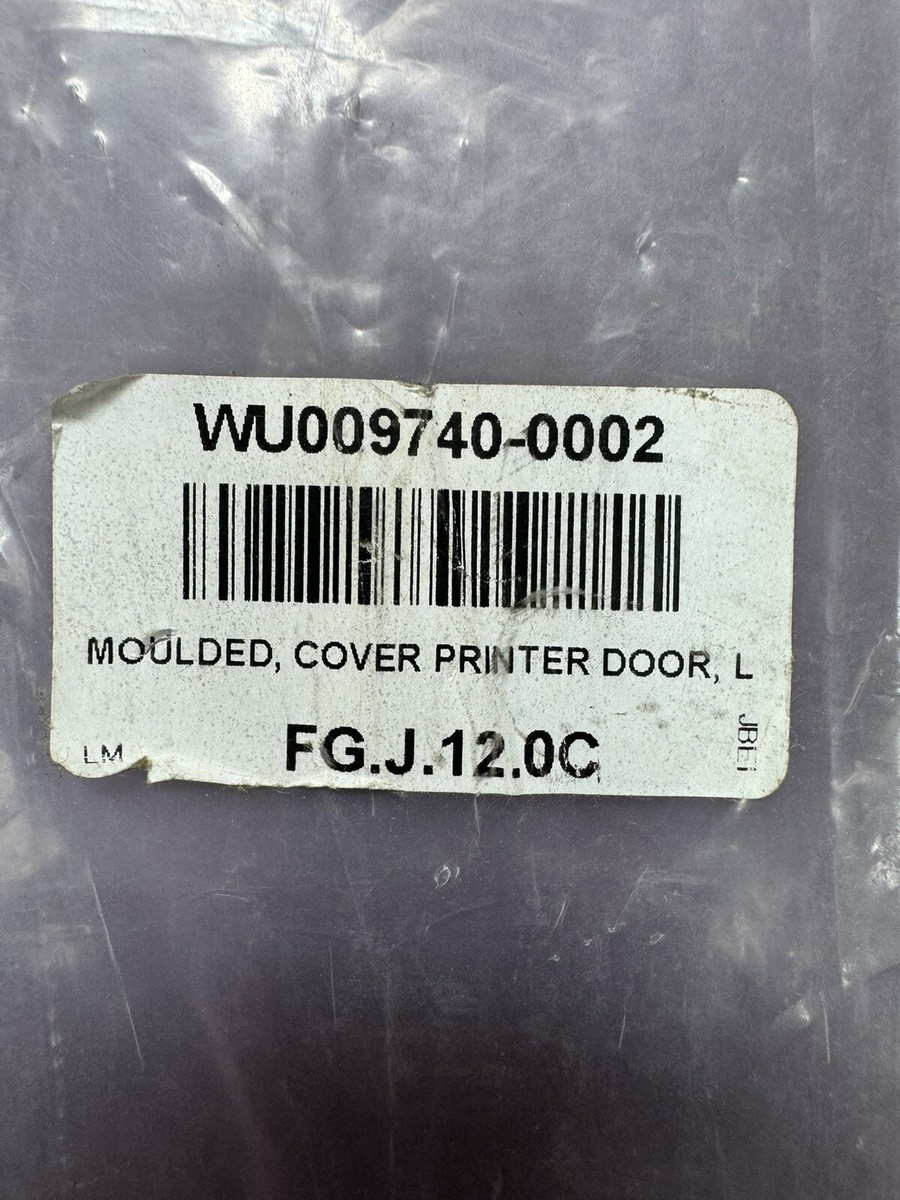 WU009740-0002
MOULDED, COVER PRINTER DOOR, L
LM
FG.J.12.0C